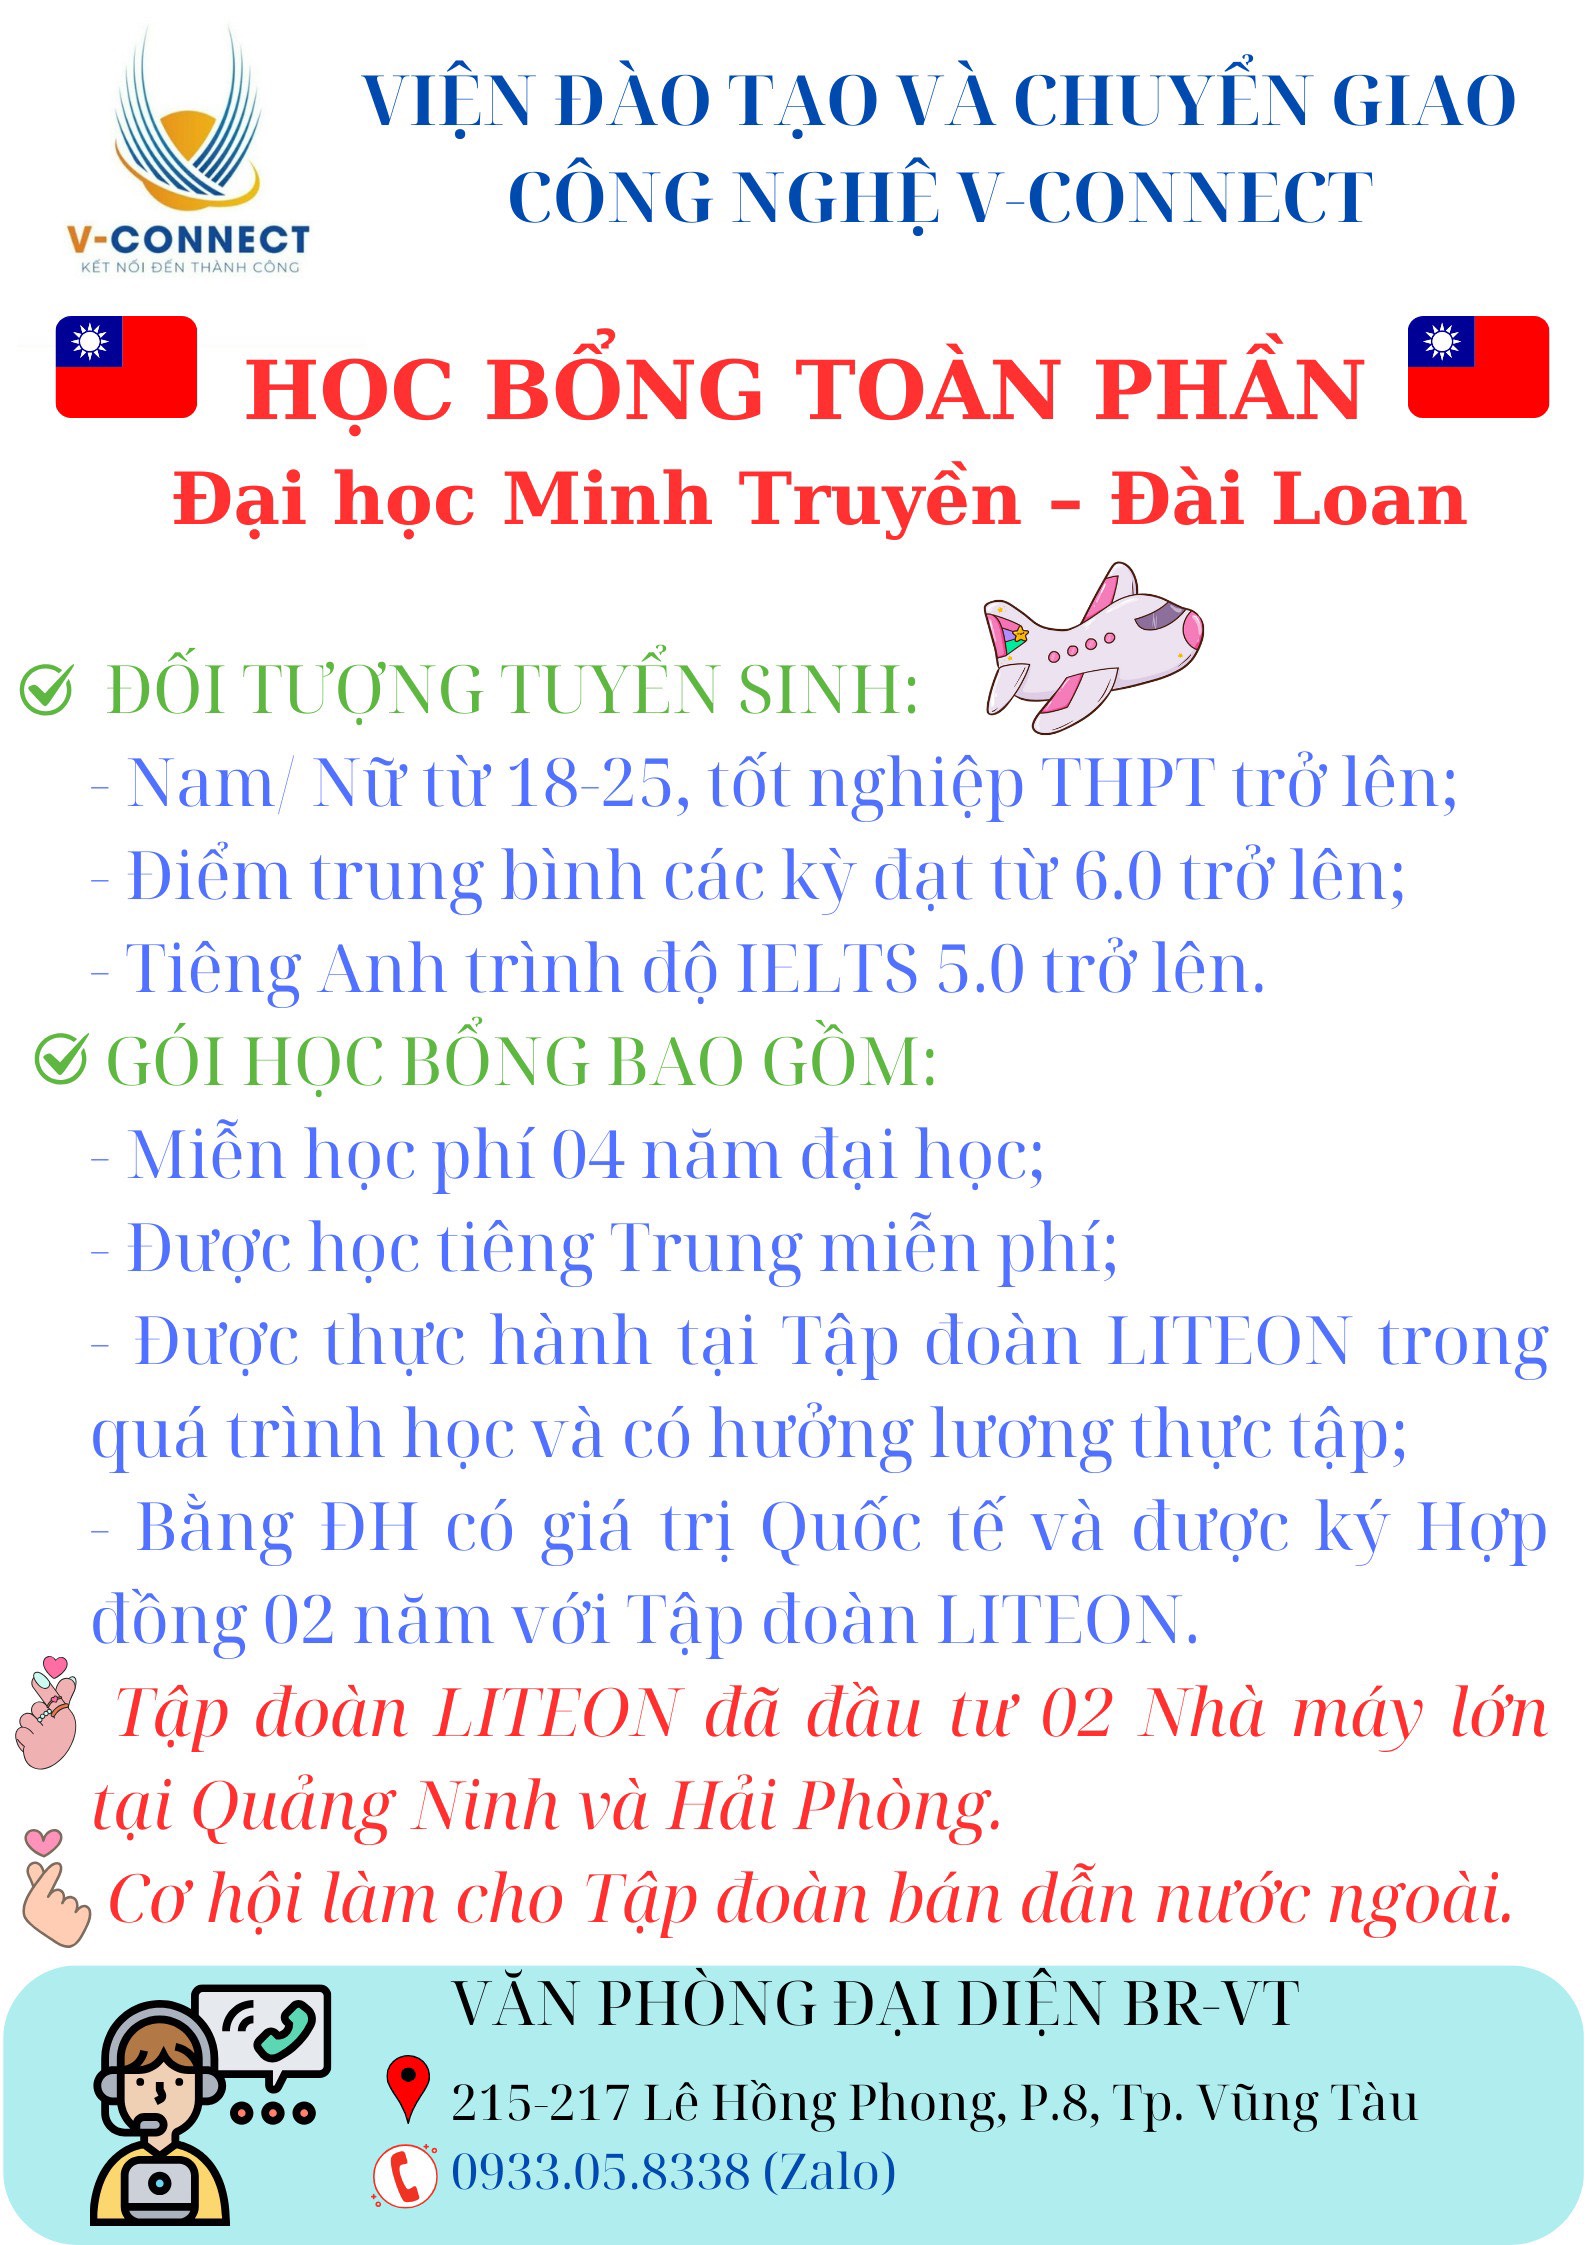 VIỆN ĐÀO TẠO VÀ CHUYỂN GIAO
CÔNG NGHỆ V-CONNECT
V-CONNECT
KẾT NỐI ĐẾN THÀNH CÔNG
HỌC BỔNG TOÀN PHẦN
Đại học Minh Truyền – Đài Loan
ĐỐI TƯỢNG TUYỂN SINH:
- Nam/ Nữ từ 18-25, tốt nghiệp THPT trở lên;
- Điểm trung bình các kỳ đạt từ 6.0 trở lên;
- Tiêng Anh trình độ IELTS 5.0 trở lên.
GÓI HỌC BỔNG BAO GỒM:
- Miễn học phí 04 năm đại học;
- Được học tiêng Trung miễn phí;
- Được thực hành tại Tập đoàn LITEON trong
quá trình học và có hưởng lương thực tập;
- Bằng ĐH có giá trị Quốc tế và được ký Hợp
đồng 02 năm với Tập đoàn LITEON.
Tập đoàn LITEON đã đầu tư 02 Nhà máy lớn
tại Quảng Ninh và Hải Phòng.
Cơ hội làm cho Tập đoàn bán dẫn nước ngoài.
VĂN PHÒNG ĐẠI DIỆN BR-VT
215-217 Lê Hồng Phong, P.8, Tp. Vũng Tàu
0933.05.8338 (Zalo)